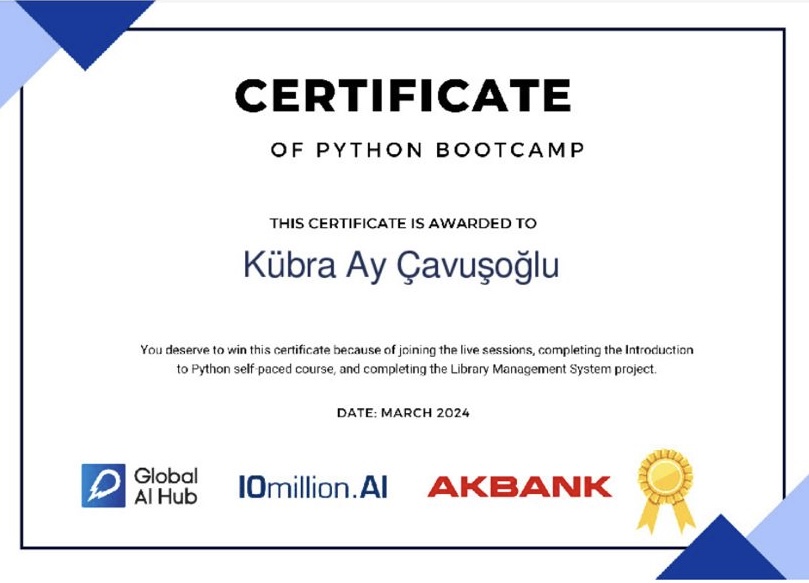 CERTIFICATE
OF PYTHON BOOTCAMP
THIS CERTIFICATE IS AWARDED TO
Kübra Ay Çavuşoğlu
You deserve to win this certificate because of joining the live sessions, completing the Introduction
to Python self-paced course, and completing the Library Management System project.
DATE: MARCH 2024
Global
AI Hub
10million.AI
AKBANK